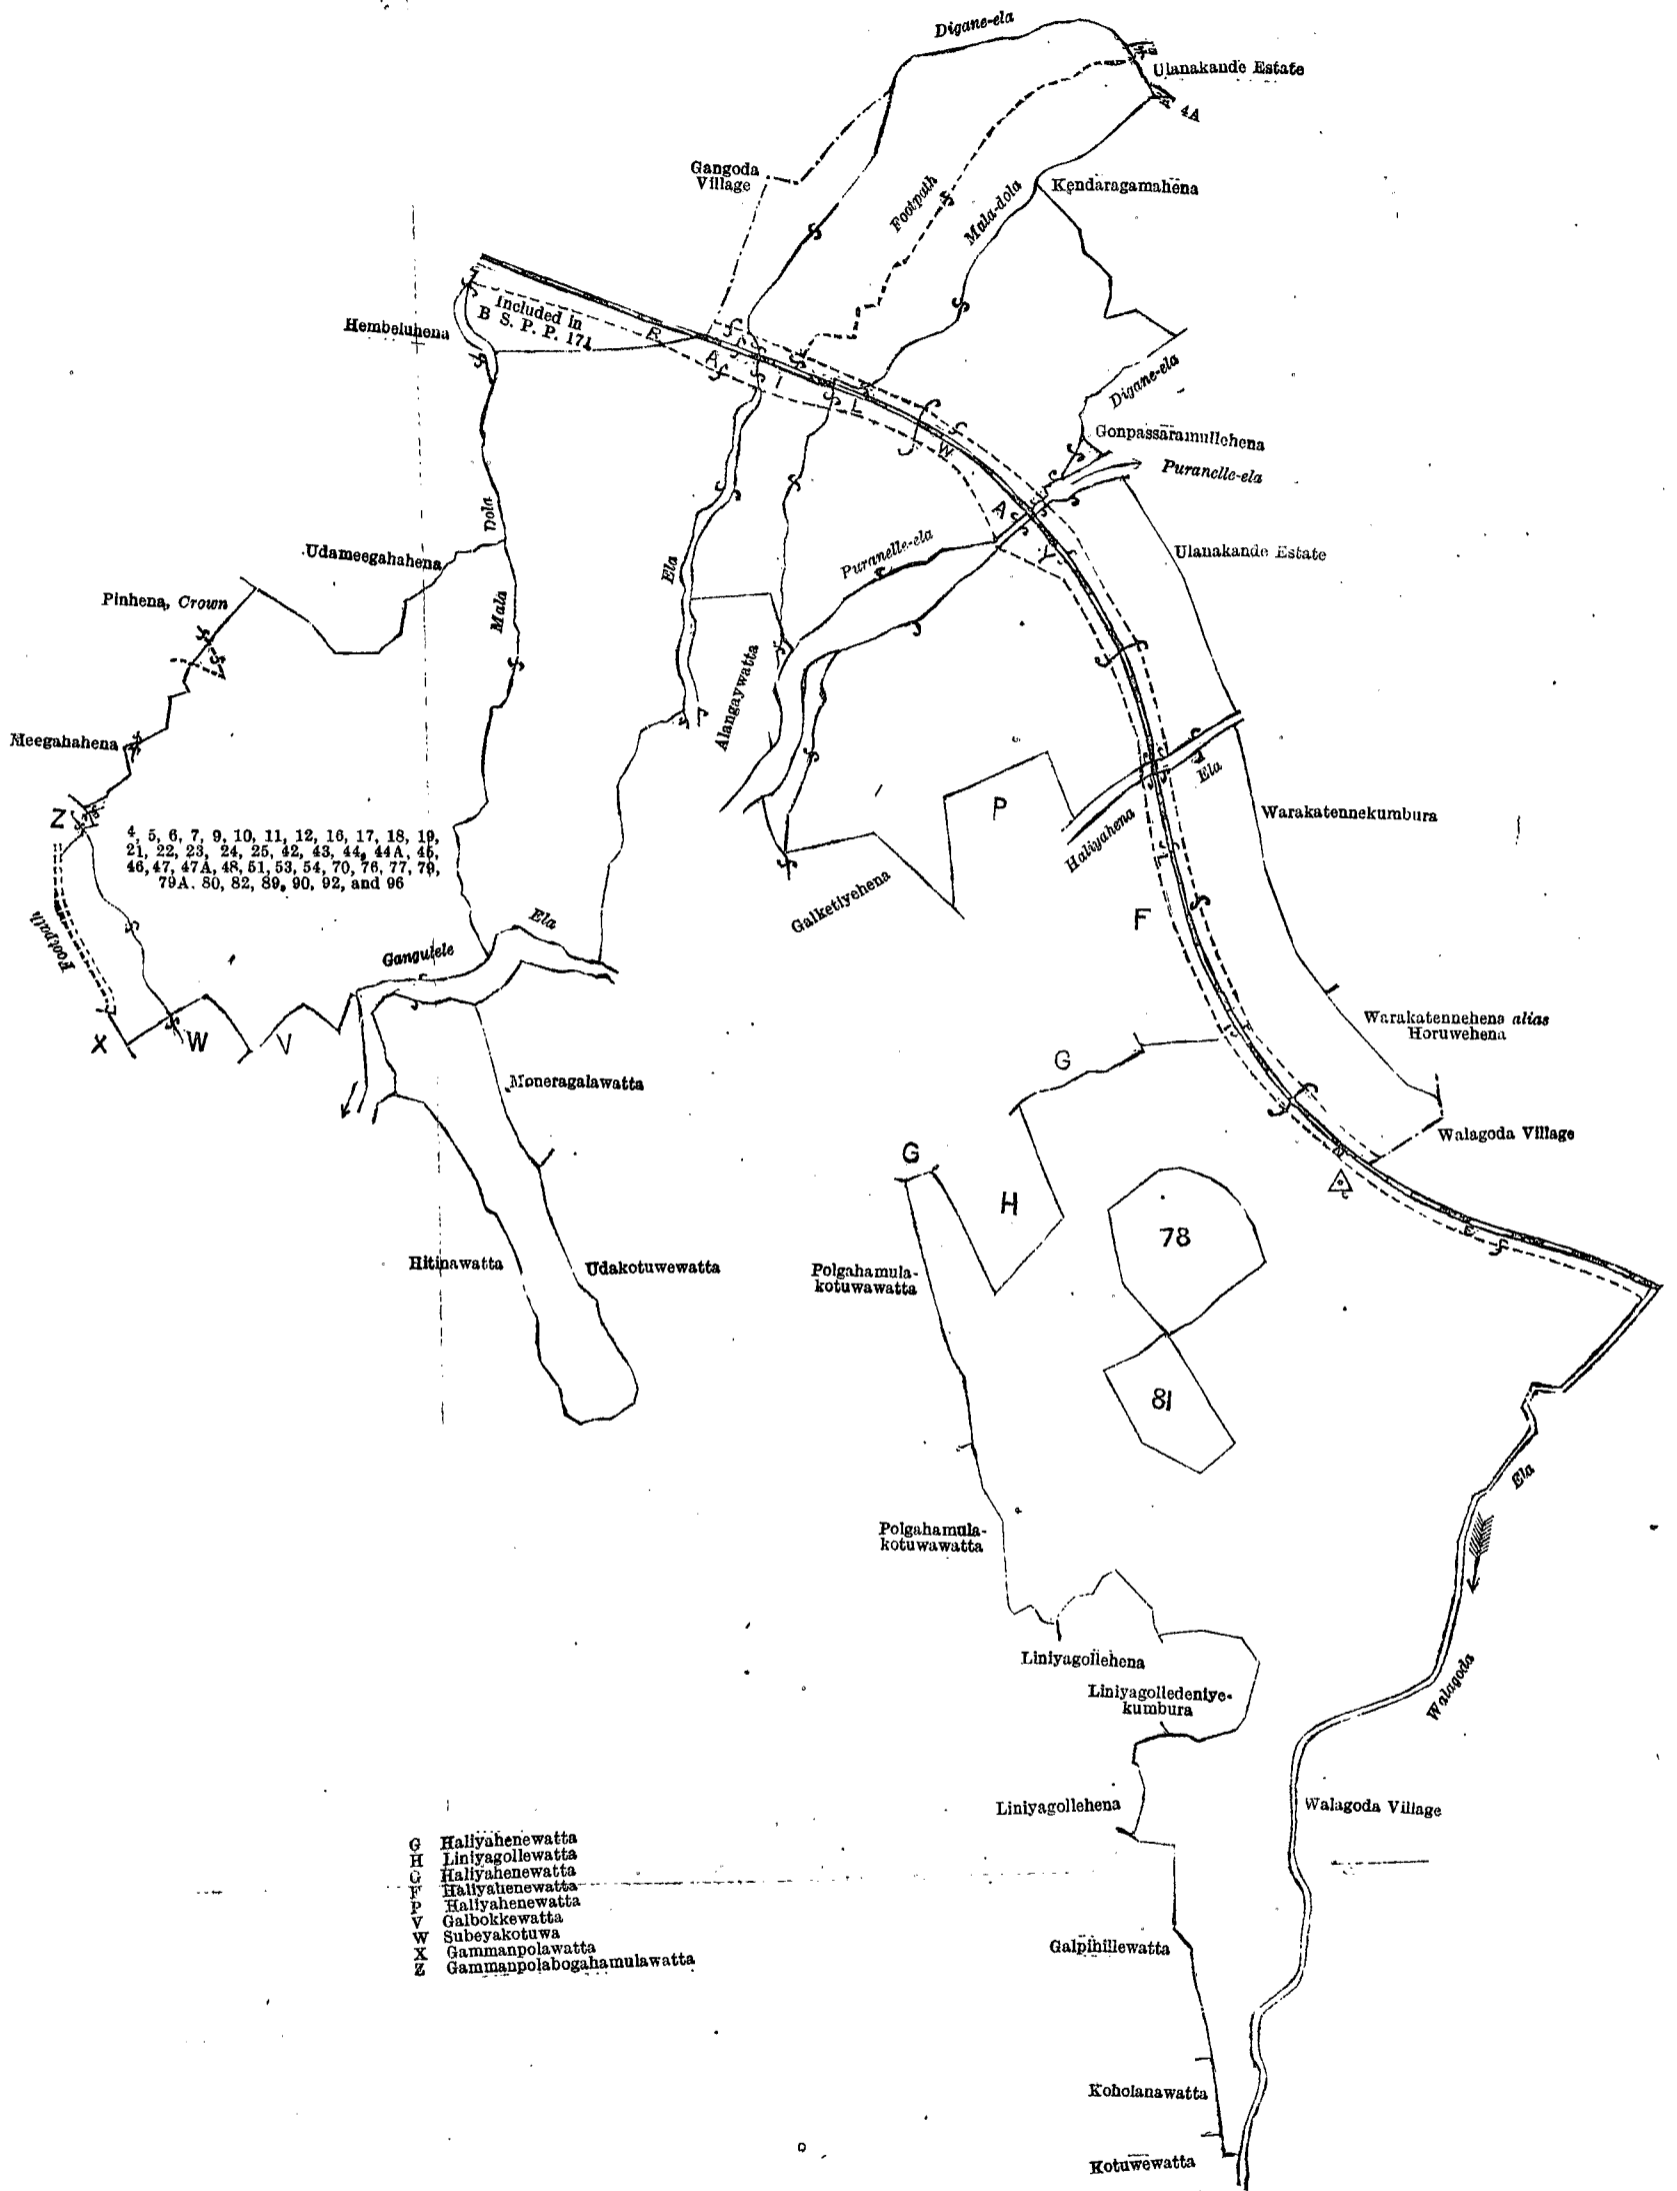 Digane-ela
Ulanakande Estate
4A
Gangoda
Village
Footpath
Mala-dola
Kendaragamahena
Included in
B S. P. P. 171
Hembeluhena
R A I L W A Y
Digane-ela
Gonpassaramullehena
Puranelle-ela
Dola
Udameegahahena
Ela
Puranelle-ela
Ulanakande Estate
Pinhena, Crown
Mala
Alangaywatta
Meegahahena
Ela
Z
P
Warakatennekumbura
4, 5, 6, 7, 9, 10, 11, 12, 16, 17, 18, 19,
21, 22, 23, 24, 25, 42, 43, 44, 44A, 45,
46, 47, 47A, 48, 51, 53, 54, 70, 76, 77, 79,
79A, 80, 82, 89, 90, 92, and 96
Haliyahena
Galketiyehena
F
Footpath
Ela
Gangulele
Warakatennehena alias
Horuwehena
X
W
V
G
Moneragalawatta
Walagoda Village
G
H
78
Hitinawatta
Udakotuwewatta
Polgahamula-
kotuwawatta
81
Ela
Polgahamula-
kotuwawatta
Liniyagollehena
Liniyagolledeniye-
kumbura
Walagoda
Liniyagollehena
Walagoda Village
G Haliyahenewatta
H Liniyagollewatta
G Haliyahenewatta
F Haliyahenewatta
P Haliyahenewatta
V Galbokkewatta
W Subeyakotuwa
X Gammanpolawatta
Z Gammanpolabogahamulawatta
Galpihillewatta
Koholanawatta
Kotuwewatta